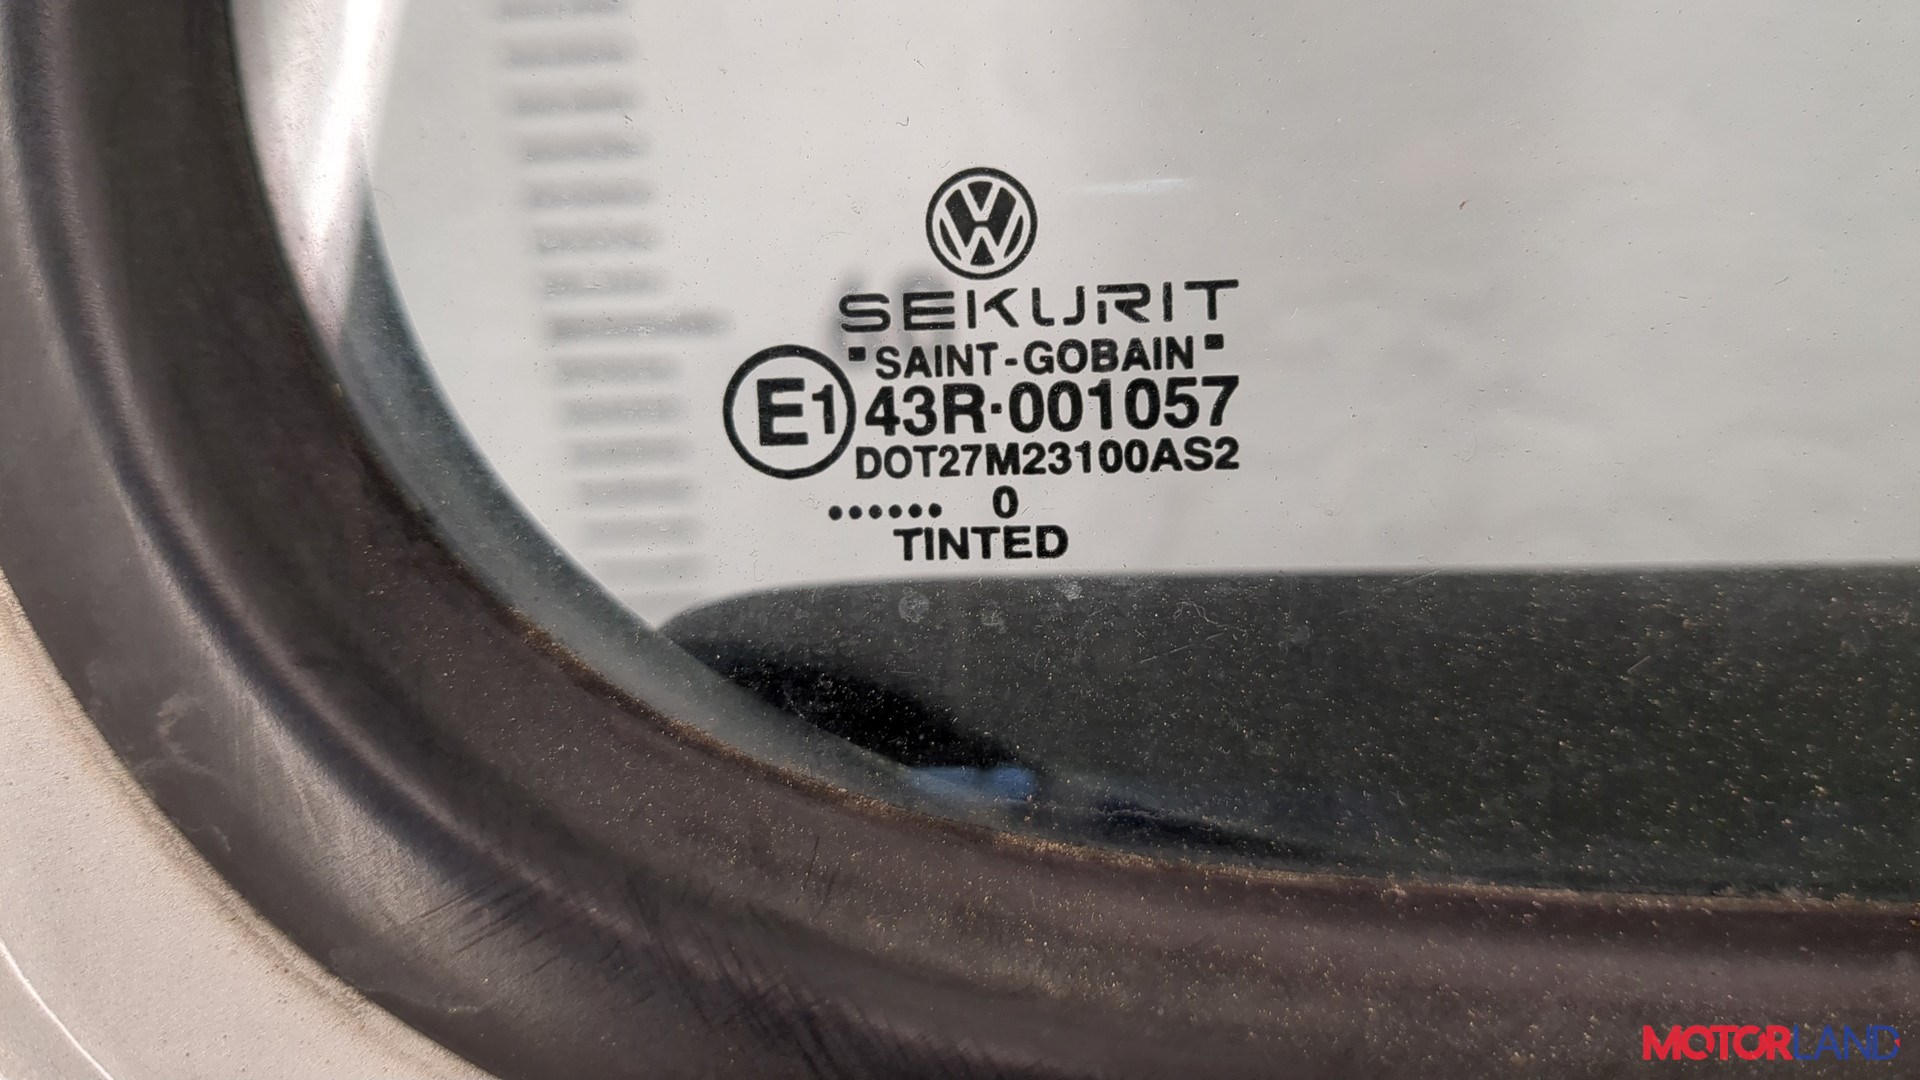 SEKURIT
"SAINT-GOBAIN"
E1 43R·001057
DOT27M23100AS2
...... 0
TINTED
MOTORLAND